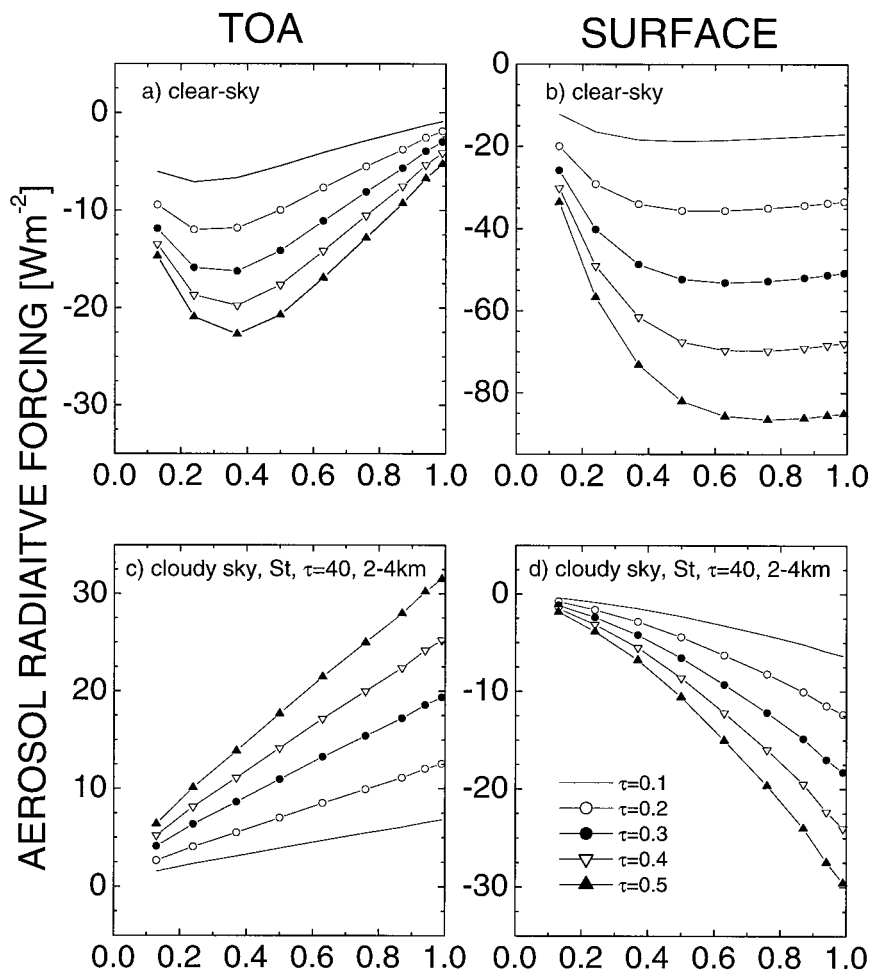 TOA
SURFACE
AEROSOL RADIAITVE FORCING [Wm-2]
a) clear-sky
0
-10
-20
-30
0.0 0.2 0.4 0.6 0.8 1.0
b) clear-sky
0
-20
-40
-60
-80
0.0 0.2 0.4 0.6 0.8 1.0
c) cloudy sky, St, τ=40, 2-4km
30
20
10
0
0.0 0.2 0.4 0.6 0.8 1.0
d) cloudy sky, St, τ=40, 2-4km
0
-10
-20
-30
τ=0.1
τ=0.2
τ=0.3
τ=0.4
τ=0.5
0.0 0.2 0.4 0.6 0.8 1.0